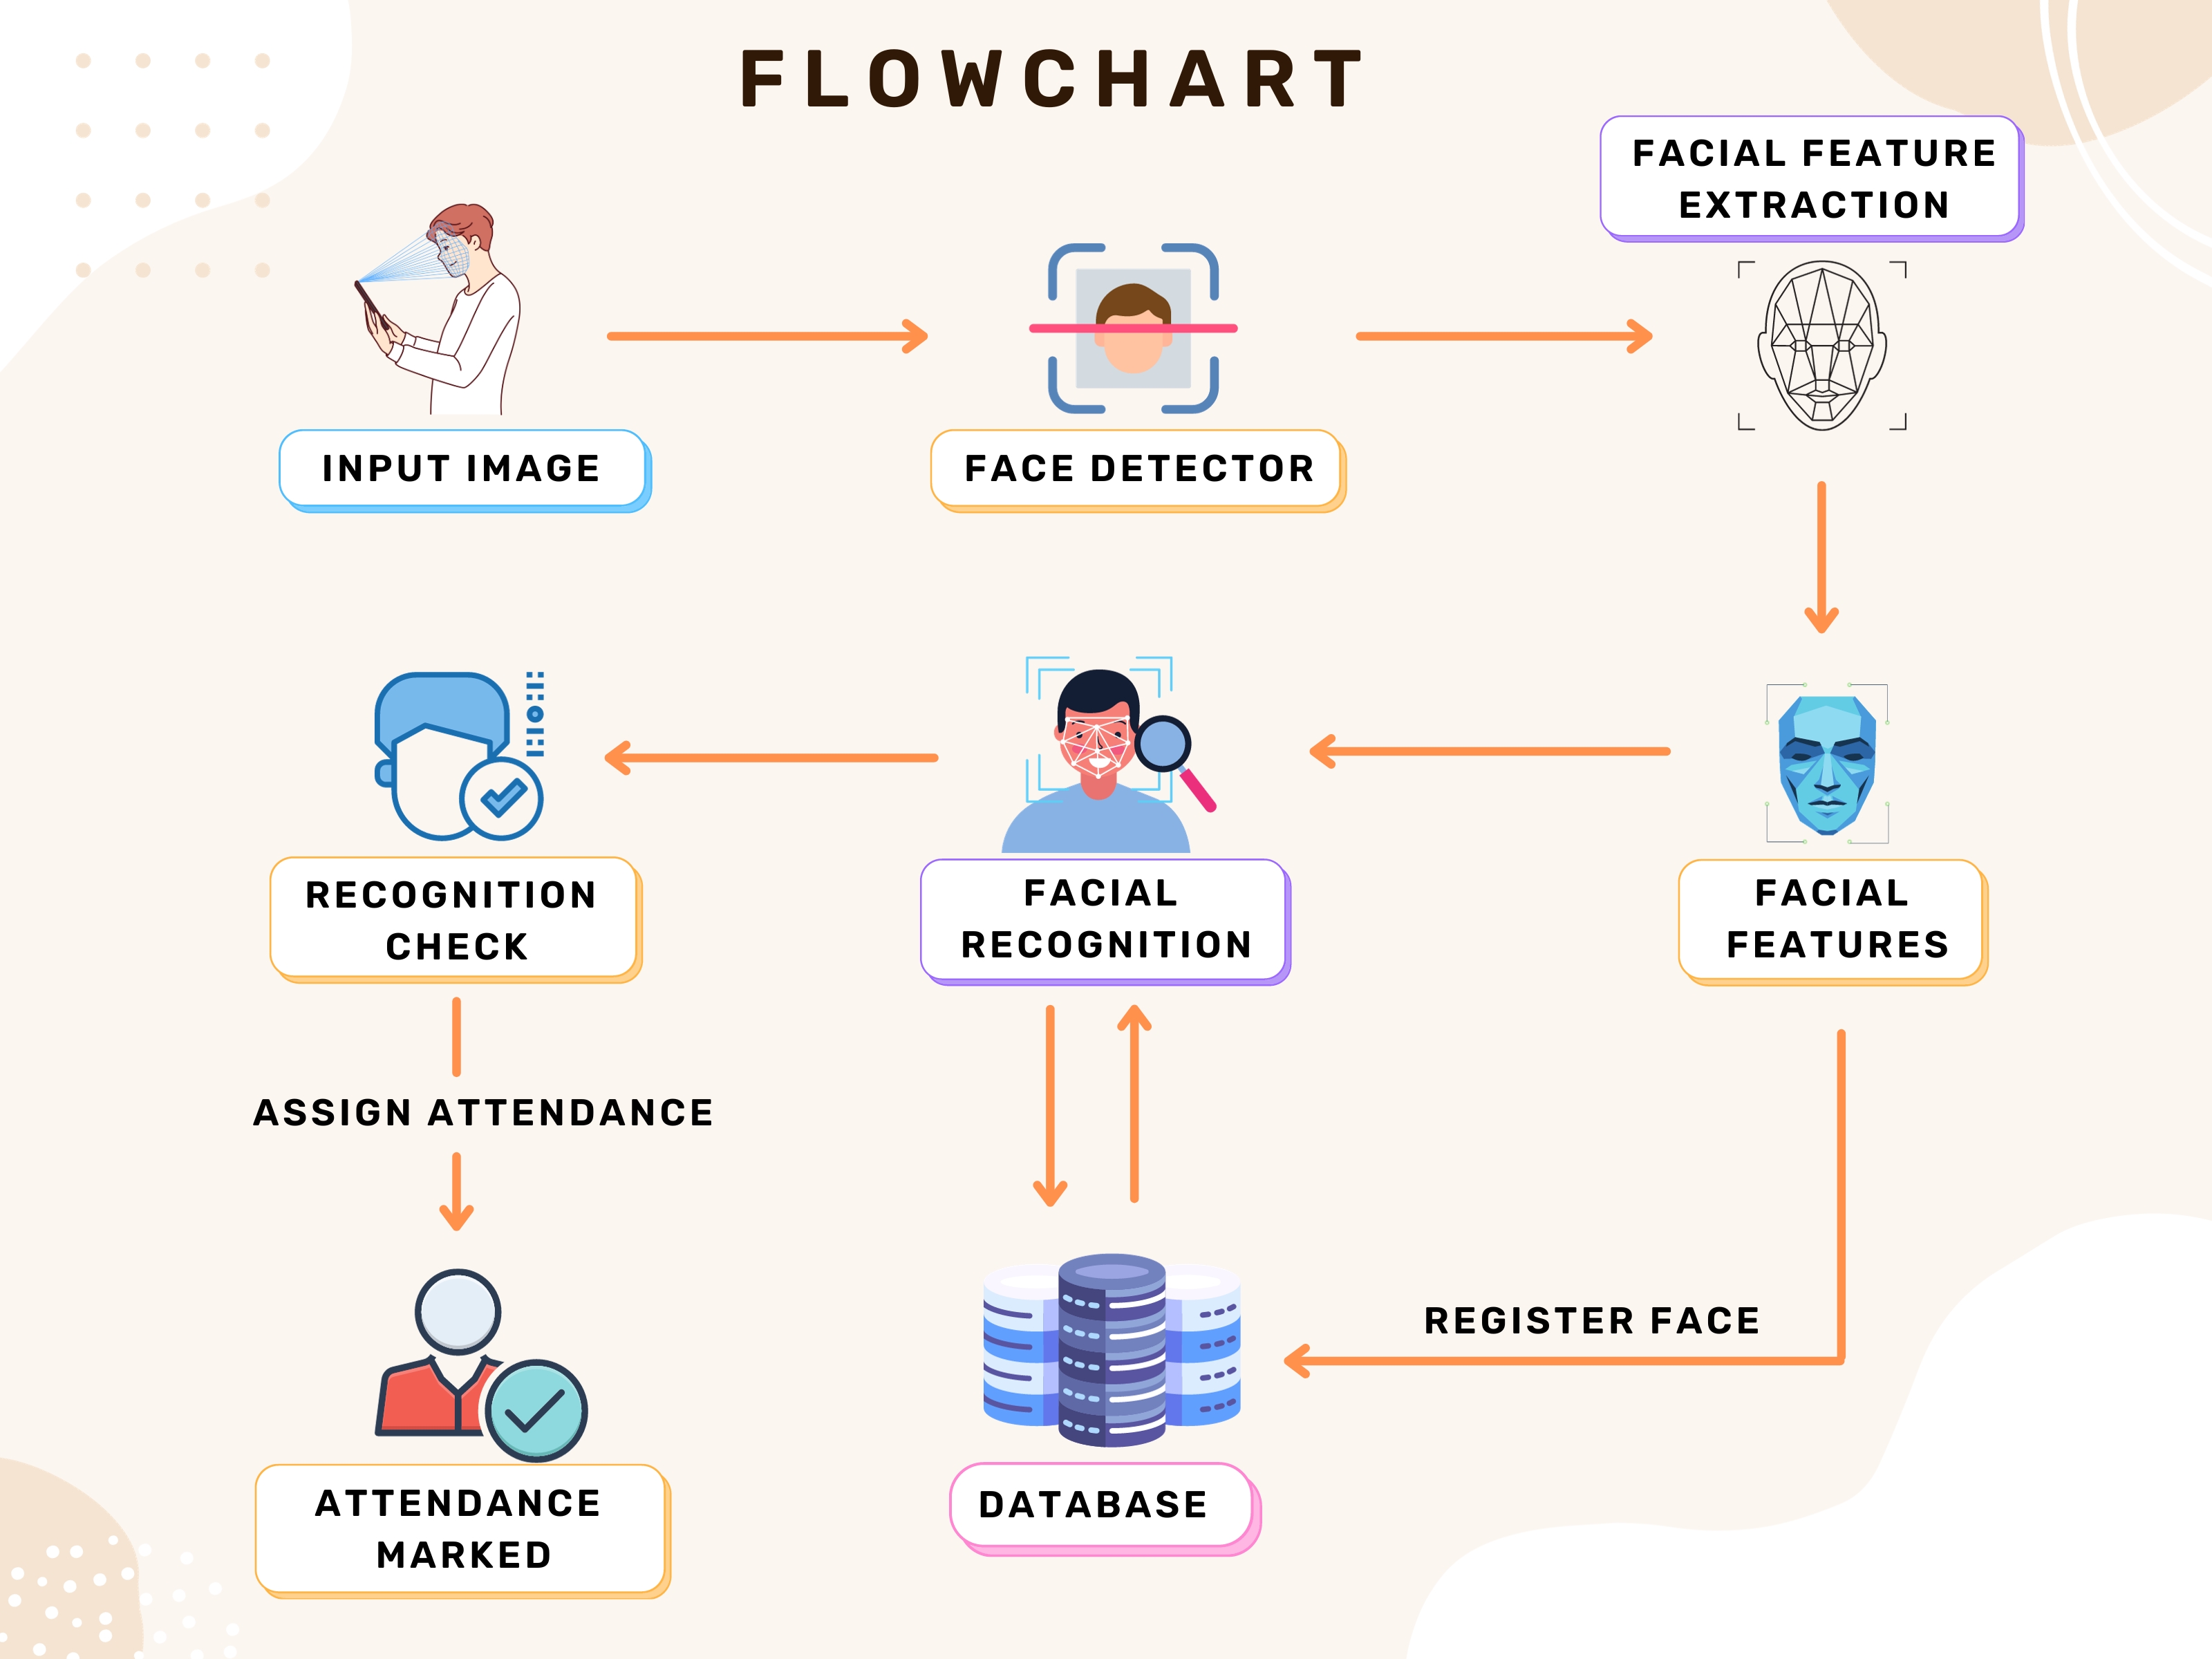 FLOWCHART
FACIAL FEATURE
EXTRACTION
INPUT IMAGE
FACE DETECTOR
RECOGNITION
CHECK
FACIAL
RECOGNITION
FACIAL
FEATURES
ASSIGN ATTENDANCE
REGISTER FACE
ATTENDANCE
MARKED
DATABASE